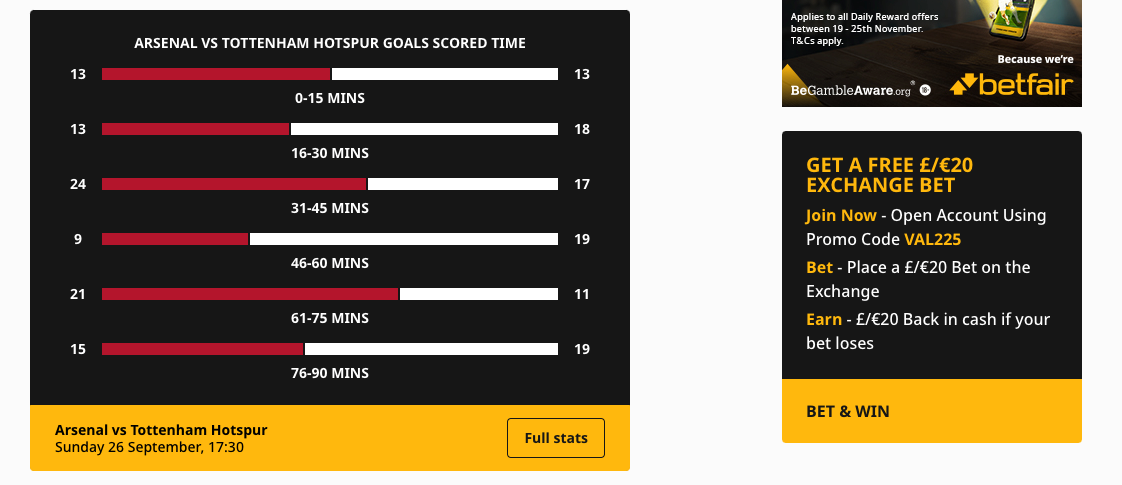 ARSENAL VS TOTTENHAM HOTSPUR GOALS SCORED TIME
13 13
0-15 MINS
13 18
16-30 MINS
24 17
31-45 MINS
9 19
46-60 MINS
21 11
61-75 MINS
15 19
76-90 MINS
Arsenal vs Tottenham Hotspur
Sunday 26 September, 17:30
Full stats
Applies to all Daily Reward offers
between 19 - 25th November.
T&Cs apply.
Because we're
BeGambleAware.org®
betfair
GET A FREE £/€20
EXCHANGE BET
Join Now - Open Account Using
Promo Code VAL225
Bet - Place a £/€20 Bet on the
Exchange
Earn - £/€20 Back in cash if your
bet loses
BET & WIN